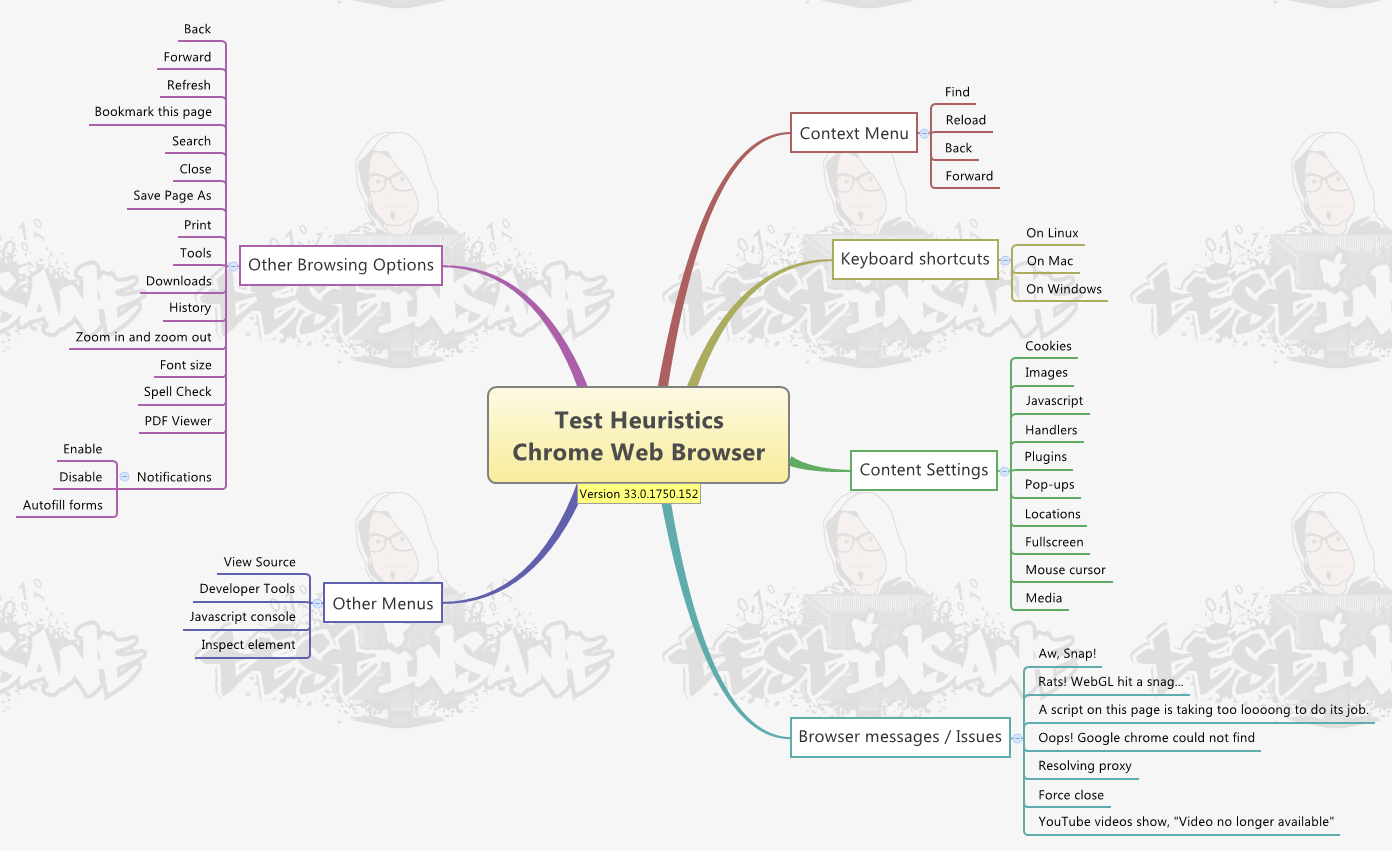 Test Heuristics
Chrome Web Browser
Version 33.0.1750.152
Context Menu
Find
Reload
Back
Forward
Keyboard shortcuts
On Linux
On Mac
On Windows
Content Settings
Cookies
Images
Javascript
Handlers
Plugins
Pop-ups
Locations
Fullscreen
Mouse cursor
Media
Browser messages / Issues
Aw, Snap!
Rats! WebGL hit a snag...
A script on this page is taking too loooong to do its job.
Oops! Google chrome could not find
Resolving proxy
Force close
YouTube videos show, "Video no longer available"
Other Menus
View Source
Developer Tools
Javascript console
Inspect element
Other Browsing Options
Back
Forward
Refresh
Bookmark this page
Search
Close
Save Page As
Print
Tools
Downloads
History
Zoom in and zoom out
Font size
Spell Check
PDF Viewer
Notifications
Enable
Disable
Autofill forms
TEST INSANE